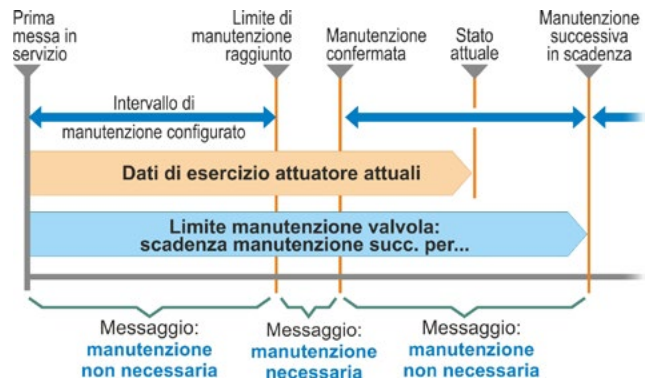 Prima
messa in
servizio
Limite di
manutenzione
raggiunto
Manutenzione
confermata
Stato
attuale
Manutenzione
successiva
in scadenza
Intervallo di
manutenzione configurato
Dati di esercizio attuatore attuali
Limite manutenzione valvola:
scadenza manutenzione succ. per...
Messaggio:
manutenzione
non necessaria
Messaggio:
manutenzione
necessaria
Messaggio:
manutenzione
non necessaria